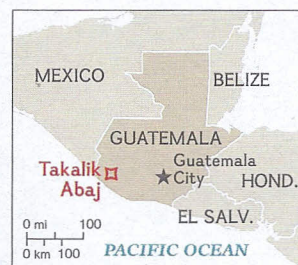 MEXICO
BELIZE
GUATEMALA
Guatemala
City
Takalik
Abaj
HOND.
EL SALV.
0 mi 100
0 km 100
PACIFIC OCEAN